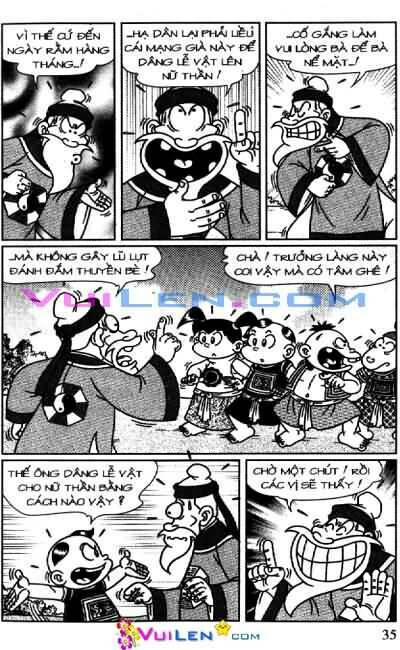 VÌ THẾ CỨ ĐẾN
NGÀY RẰM HÀNG
THÁNG...!
...HẠ DÂN LẠI PHẢI LIỀU
CÁI MẠNG GIÀ NÀY ĐỂ
DÂNG LỄ VẬT LÊN
NỮ THẦN!
...CỐ GẮNG LÀM
VUI LÒNG BÀ ĐỂ BÀ
NỂ MẶT...!
...MÀ KHÔNG GÂY LŨ LỤT
ĐÁNH ĐẮM THUYỀN BÈ!
CHÀ! TRƯỞNG LÀNG NÀY
COI VẬY MÀ CÓ TÂM GHÊ!
VUILEN.COM
THẾ ÔNG DÂNG LỄ VẬT
CHO NỮ THẦN BẰNG
CÁCH NÀO VẬY?
CHỜ MỘT CHÚT! RỒI
CÁC VỊ SẼ THẤY!
VUILEN.COM
35